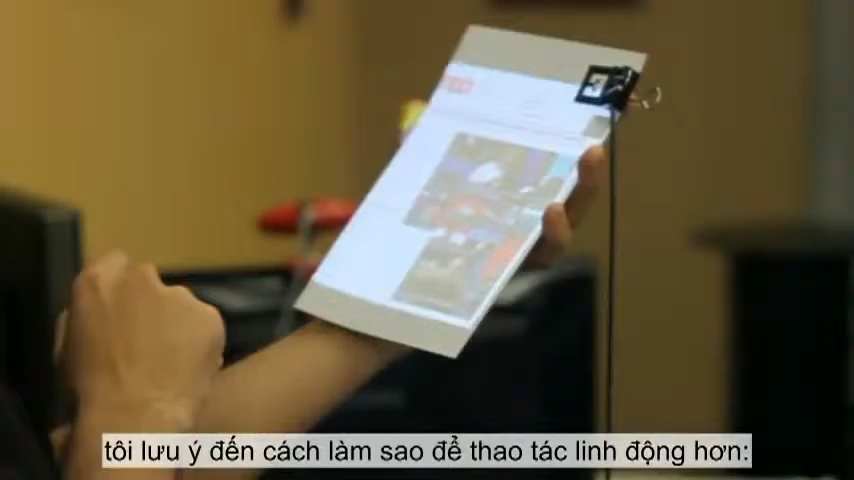 tôi lưu ý đến cách làm sao để thao tác linh động hơn: